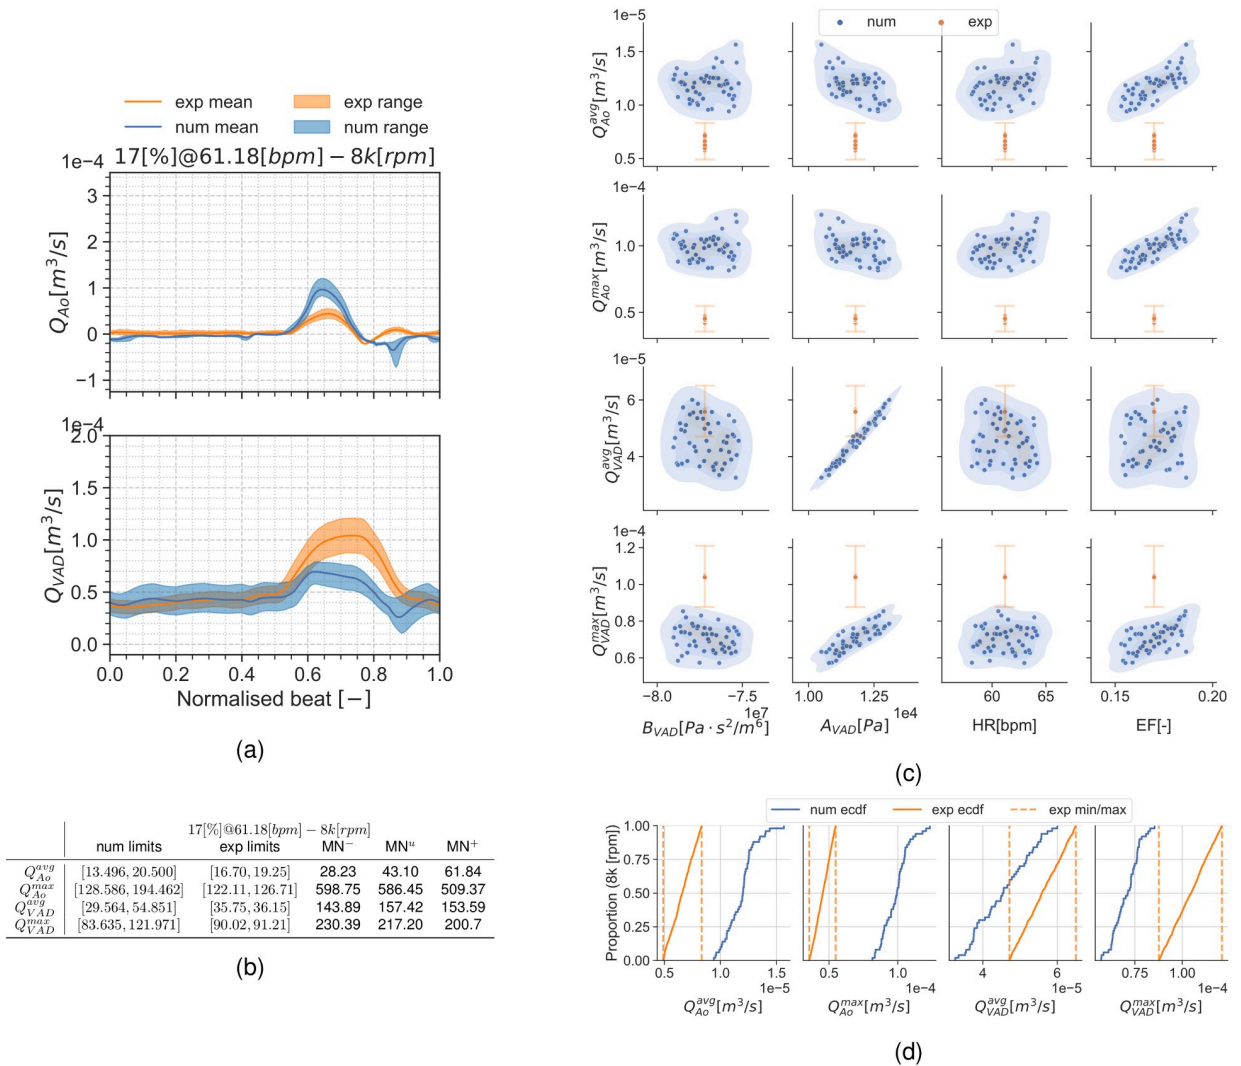 exp mean
exp range
num mean
num range
1e−4
17[%]@61.18[bpm] − 8k[rpm]
3
2
1
0
−1
Q_Ao[m³/s]
1e−4
2.0
1.5
1.0
0.5
0.0
Q_VAD[m³/s]
0.0 0.2 0.4 0.6 0.8 1.0
Normalised beat [−]
(a)
17[%]@61.18[bpm] − 8k[rpm]
num limits exp limits MN⁻ MNᵘ MN⁺
Q_Ao^avg [13.496, 20.500] [16.70, 19.25] 28.23 43.10 61.84
Q_Ao^max [128.586, 194.462] [122.11, 126.71] 598.75 586.45 509.37
Q_VAD^avg [29.564, 54.851] [35.75, 36.15] 143.89 157.42 153.59
Q_VAD^max [83.635, 121.971] [90.02, 91.21] 230.39 217.20 200.7
(b)
num exp
1e−5
1.5
1.0
0.5
Q_Ao^avg[m³/s]
1e−4
1.0
0.5
Q_Ao^max[m³/s]
1e−5
6
4
Q_VAD^avg[m³/s]
1e−4
1.2
1.0
0.8
0.6
Q_VAD^max[m³/s]
−8.0 −7.5
1e7
B_VAD[Pa · s²/m⁶]
1.00 1.25
1e4
A_VAD[Pa]
60 65
HR[bpm]
0.15 0.20
EF[-]
(c)
num ecdf exp ecdf exp min/max
1.00
0.75
0.50
0.25
0.00
Proportion (8k [rpm])
0.5 1.0 1.5
1e−5
Q_Ao^avg[m³/s]
0.5 1.0
1e−4
Q_Ao^max[m³/s]
4 6
1e−5
Q_VAD^avg[m³/s]
0.75 1.00
1e−4
Q_VAD^max[m³/s]
(d)